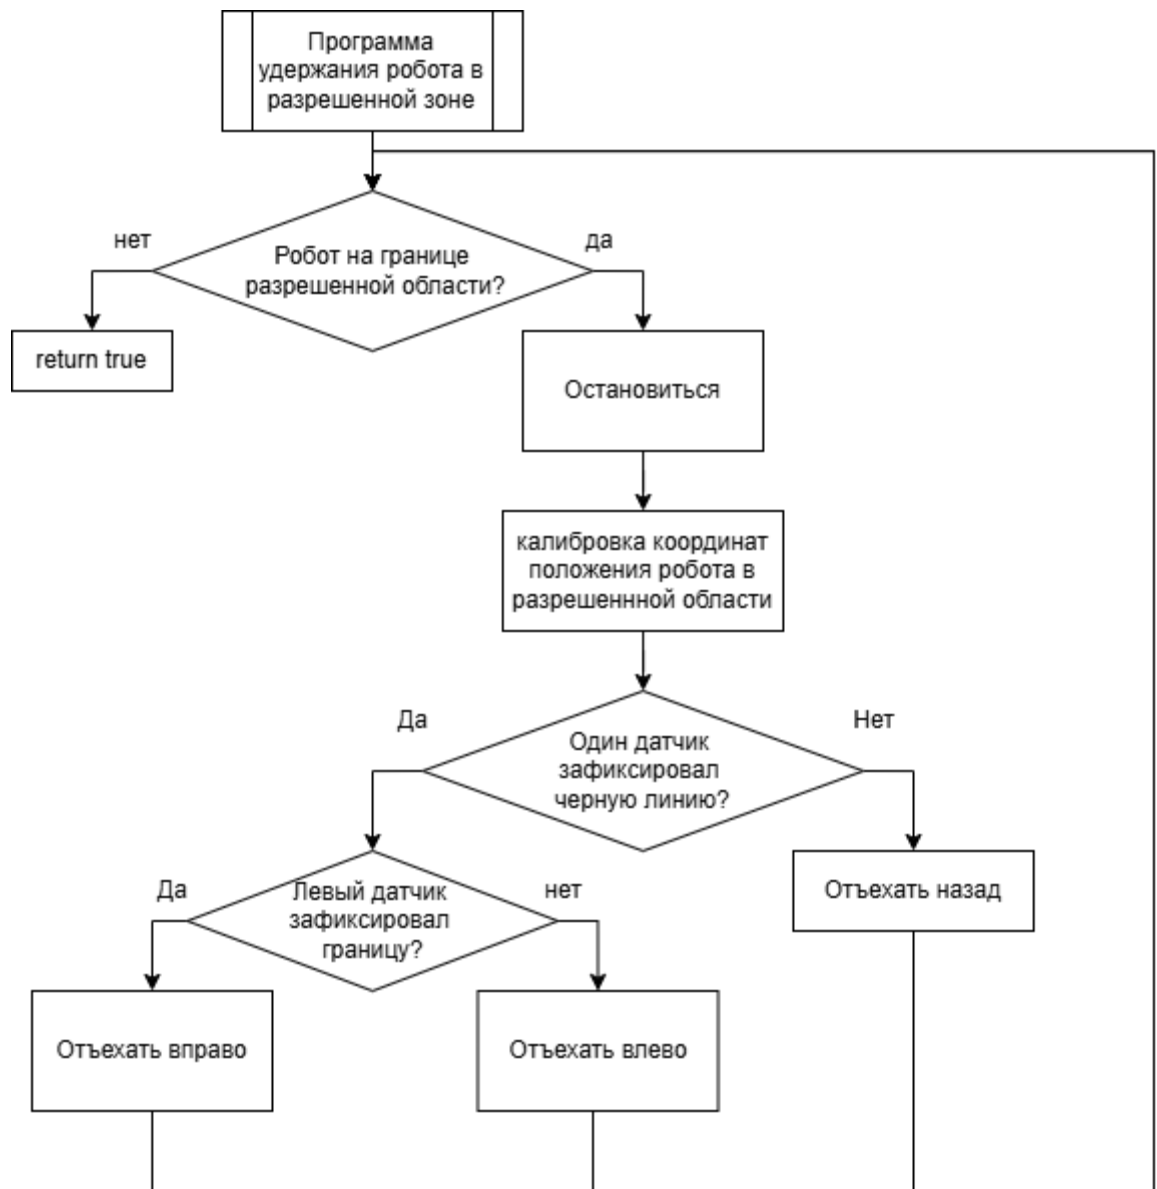 Программа
удержания робота в
разрешенной зоне
нет
да
Робот на границе
разрешенной области?
return true
Остановиться
калибровка координат
положения робота в
разрешеннной области
Да
Нет
Один датчик
зафиксировал
черную линию?
Да
нет
Левый датчик
зафиксировал
границу?
Отъехать назад
Отъехать вправо
Отъехать влево